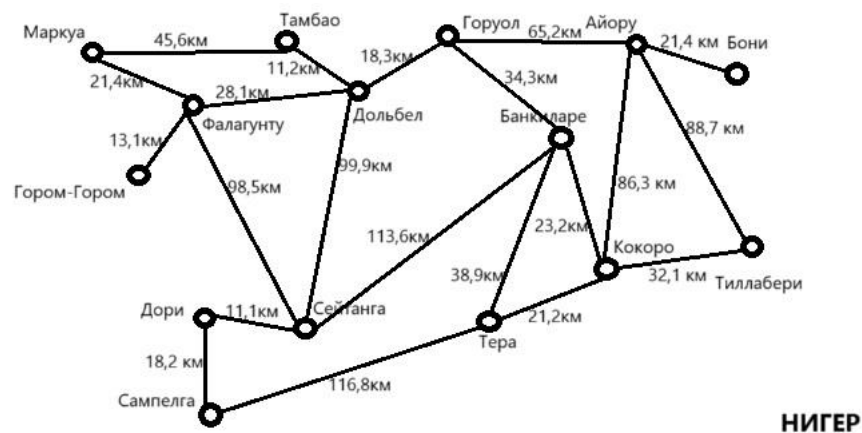 Тамбао
Горуол
Айору
Маркуа
45,6км
65,2км
21,4 км
Бони
11,2км
18,3км
21,4км
28,1км
34,3км
Фалагунту
Дольбел
Банкиларе
88,7 км
13,1км
99,9км
Гором-Гором
98,5км
86,3 км
113,6км
23,2км
Кокоро
38,9км
32,1 км
Тиллабери
Дори
11,1км
Сейтанга
21,2км
Тера
18,2 км
116,8км
Сампелга
НИГЕР